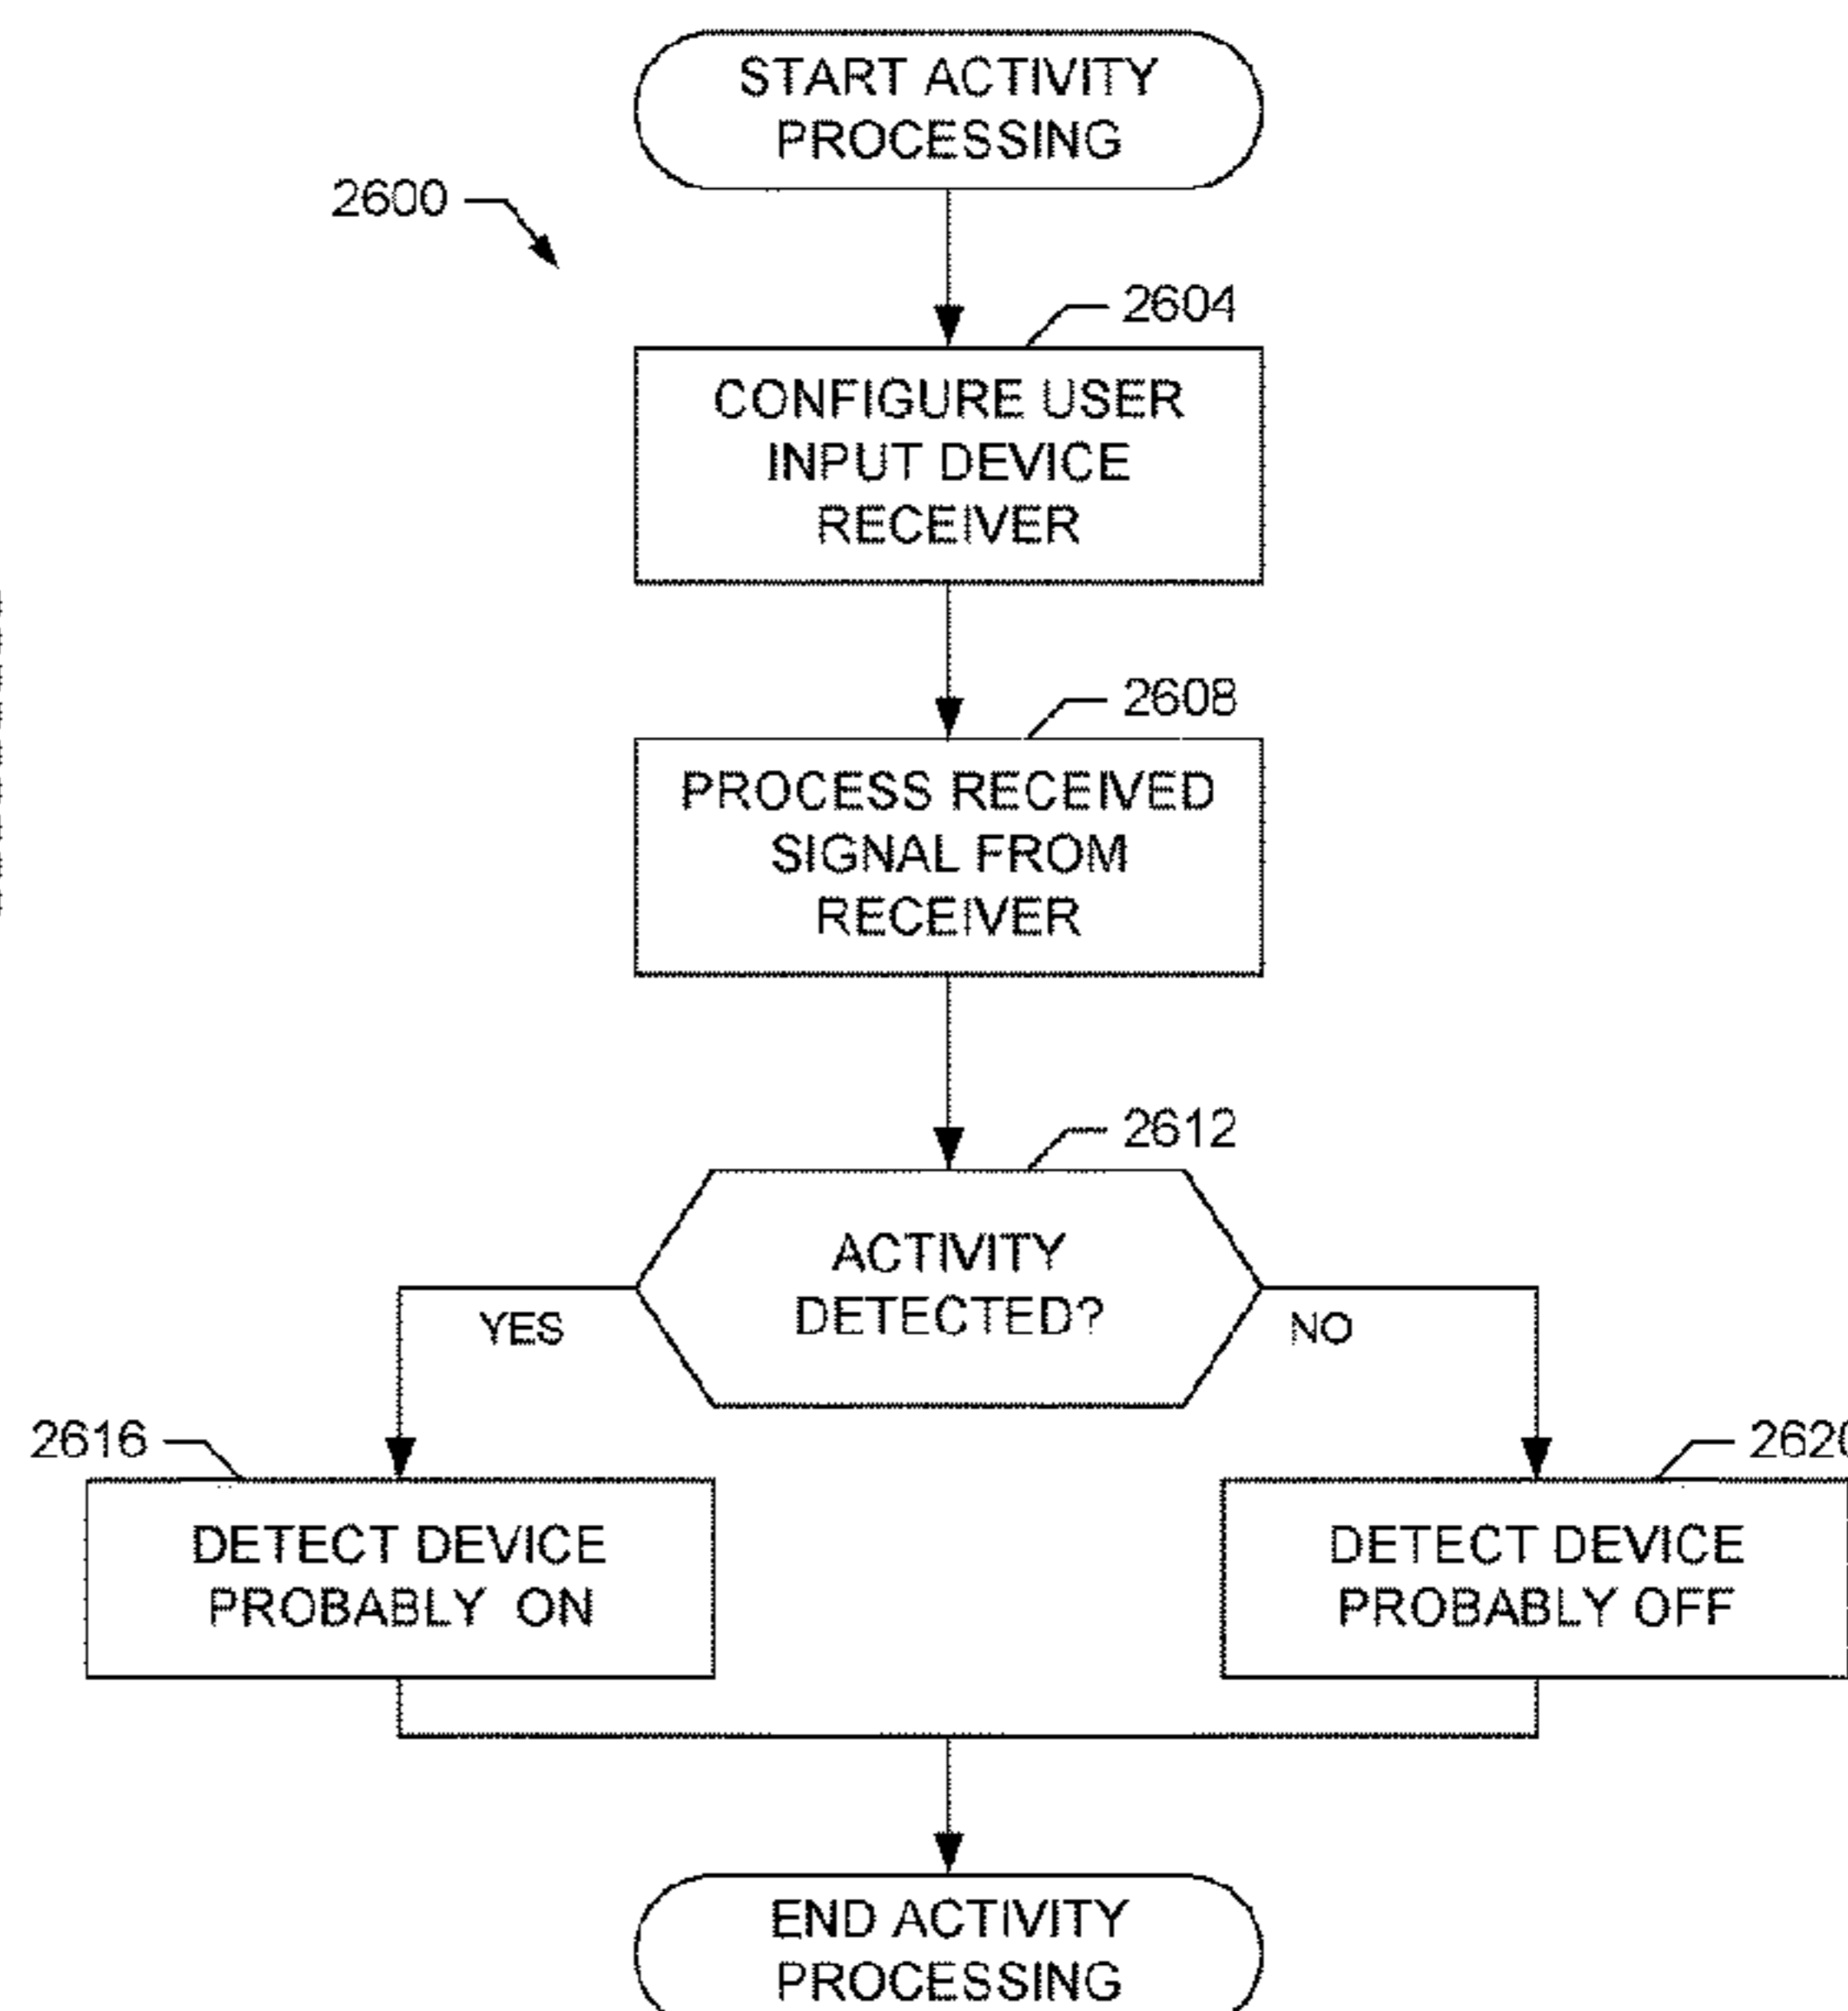 START ACTIVITY
PROCESSING
2600
2604
CONFIGURE USER
INPUT DEVICE
RECEIVER
2608
PROCESS RECEIVED
SIGNAL FROM
RECEIVER
2612
ACTIVITY
DETECTED?
YES
NO
2616
2620
DETECT DEVICE
PROBABLY ON
DETECT DEVICE
PROBABLY OFF
END ACTIVITY
PROCESSING